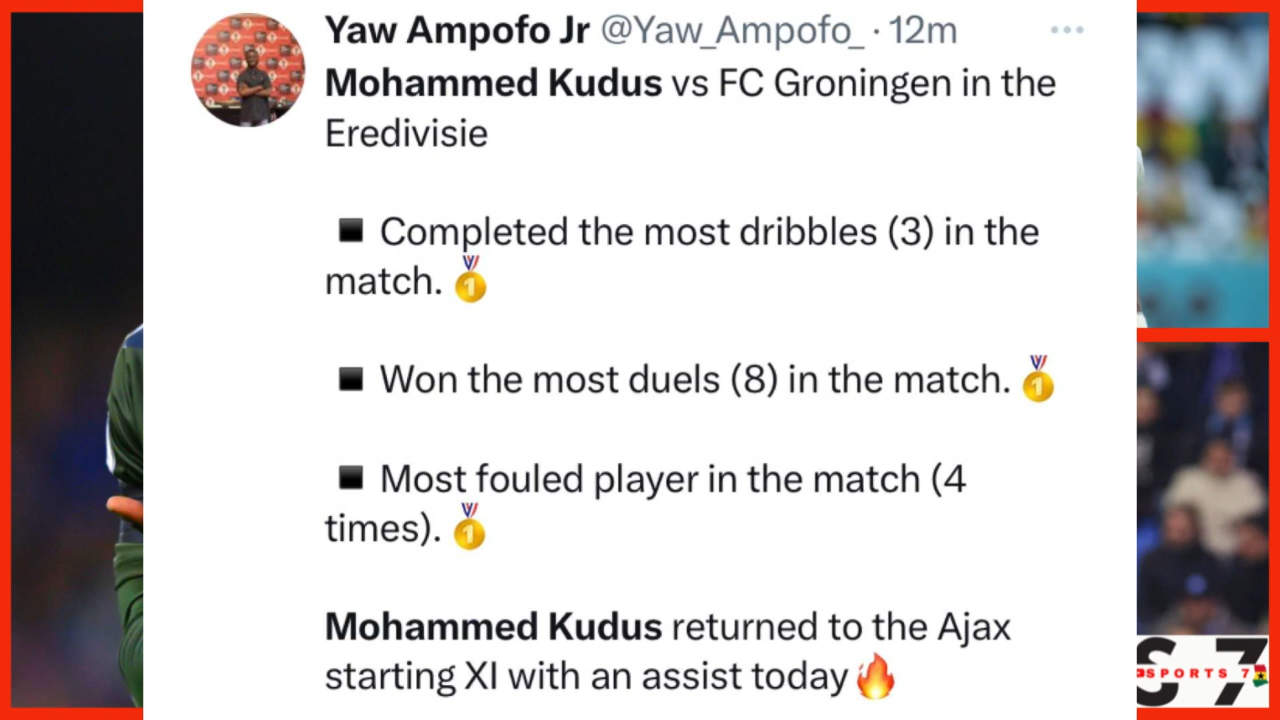 Yaw Ampofo Jr @Yaw_Ampofo_ · 12m
Mohammed Kudus vs FC Groningen in the
Eredivisie
◾ Completed the most dribbles (3) in the
match. 🥇
◾ Won the most duels (8) in the match. 🥇
◾ Most fouled player in the match (4
times). 🥇
Mohammed Kudus returned to the Ajax
starting XI with an assist today🔥
S 7
SPORTS 7